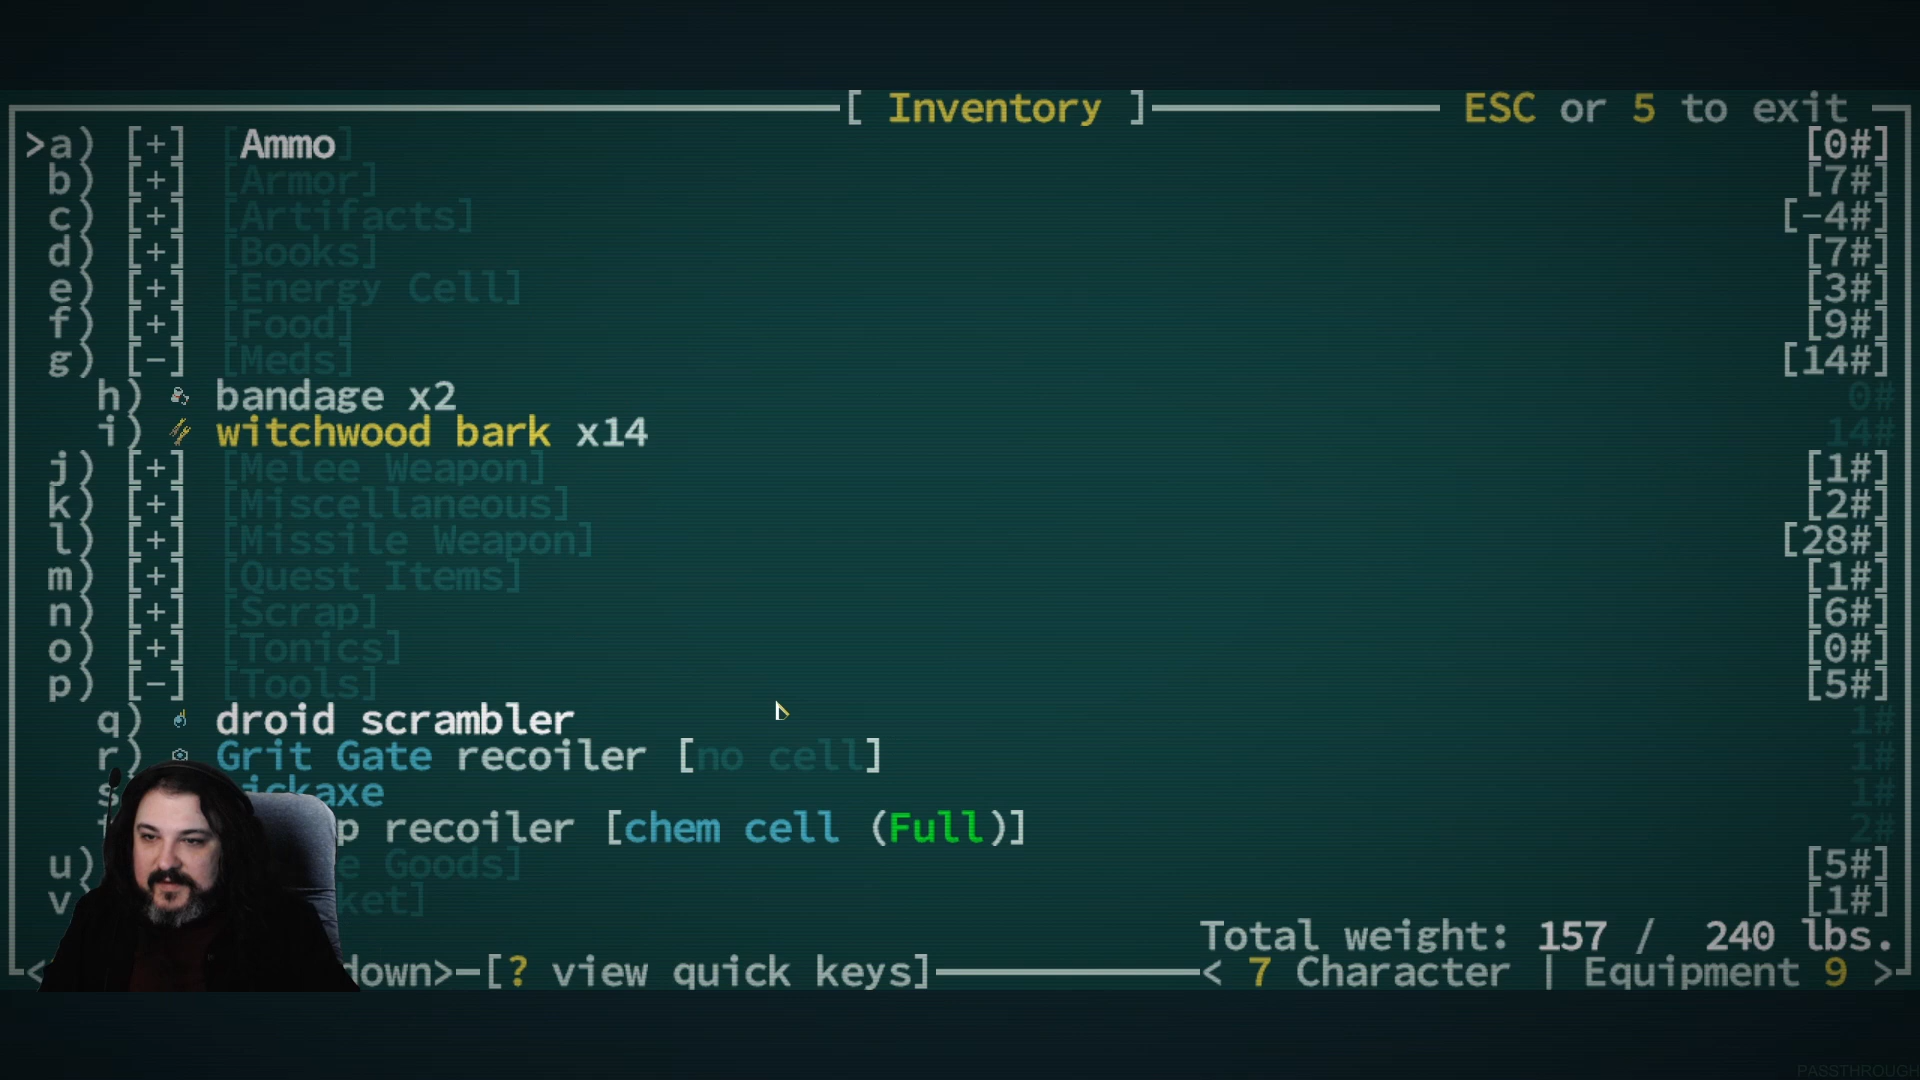 [ Inventory ] ESC or 5 to exit
>a) [+] [Ammo] [0#]
b) [+] [Armor] [7#]
c) [+] [Artifacts] [-4#]
d) [+] [Books] [7#]
e) [+] [Energy Cell] [3#]
f) [+] [Food] [9#]
g) [-] [Meds] [14#]
h) bandage x2 0#
i) witchwood bark x14 14#
j) [+] [Melee Weapon] [1#]
k) [+] [Miscellaneous] [2#]
l) [+] [Missile Weapon] [28#]
m) [+] [Quest Items] [1#]
n) [+] [Scrap] [6#]
o) [+] [Tonics] [0#]
p) [-] [Tools] [5#]
q) droid scrambler 1#
r) Grit Gate recoiler [no cell] 1#
s 1#
recoiler [chem cell (Full)] 2#
u) Goods] [5#]
v [1#]
Total weight: 157 / 240 lbs.
< down>-[? view quick keys] < 7 Character | Equipment 9 >
PASSTHROUGH